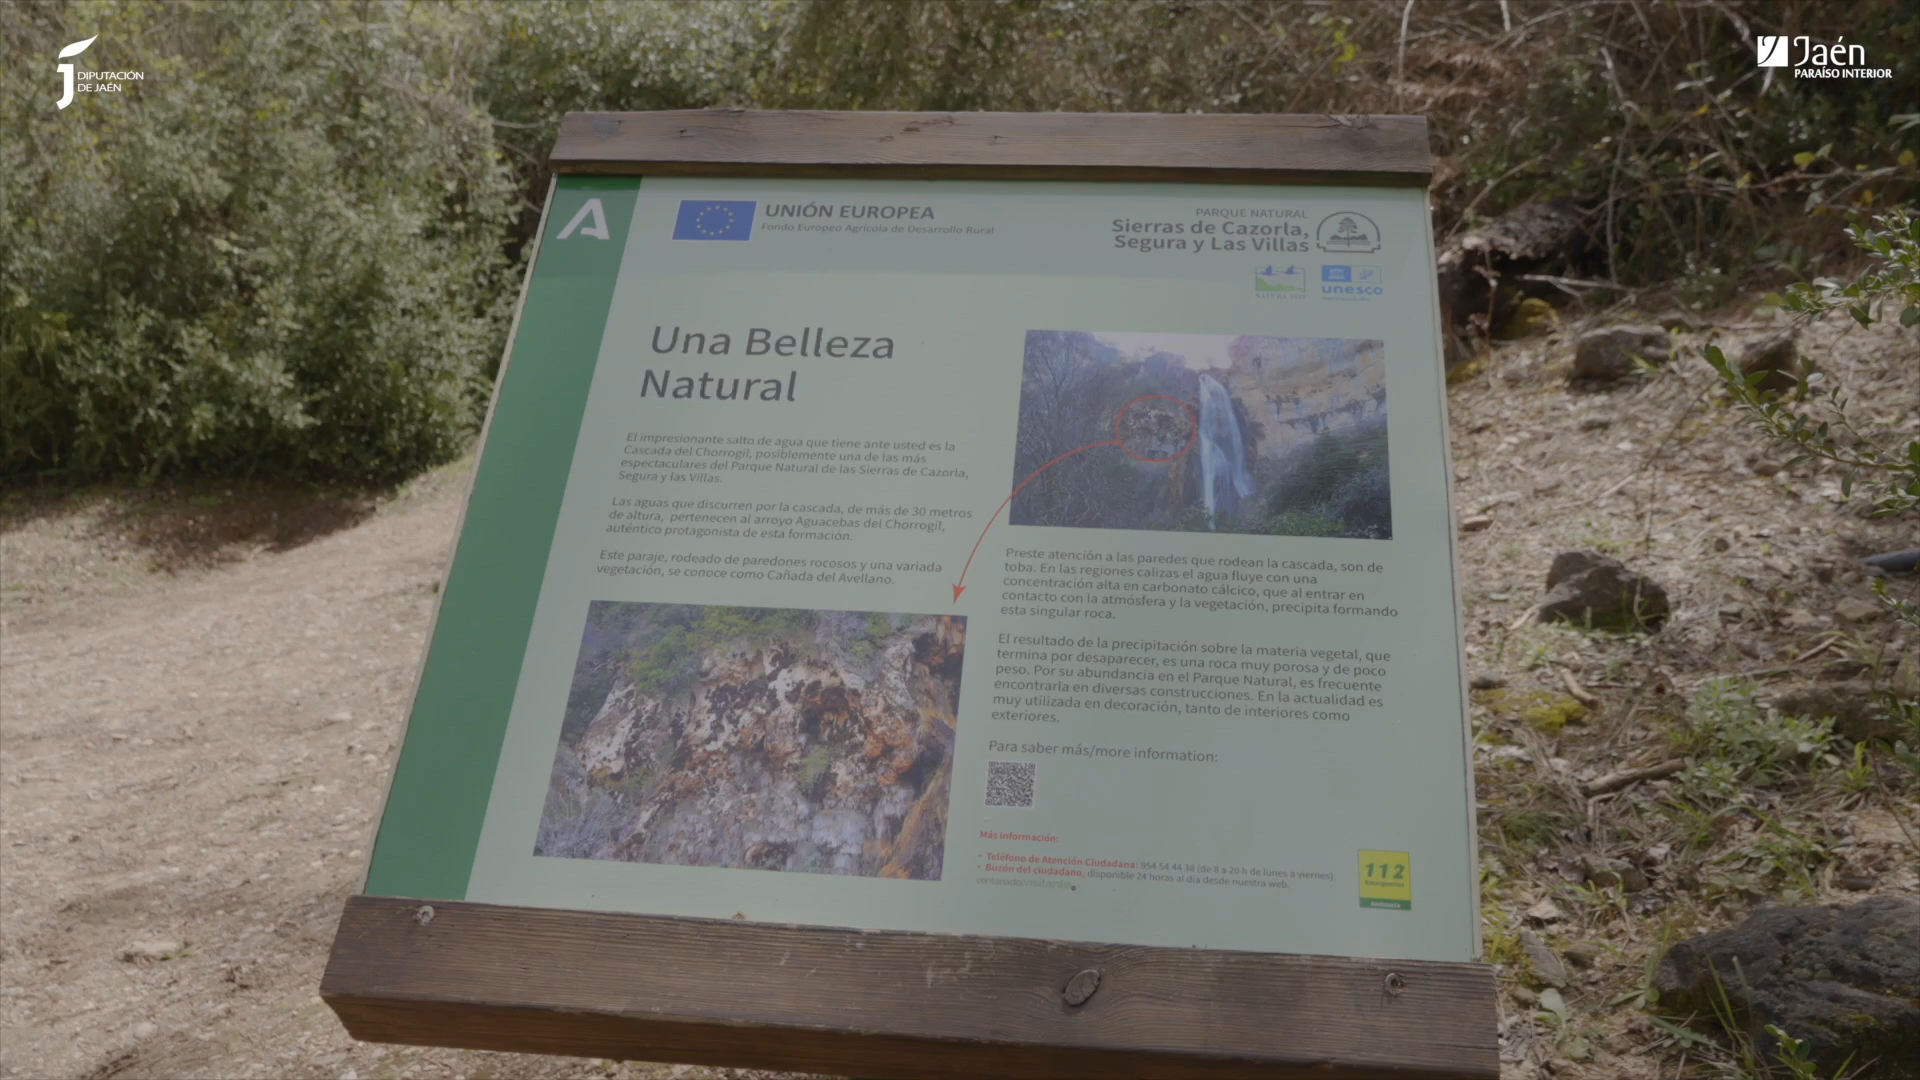 DIPUTACIÓN
DE JAÉN
Jaén
PARAÍSO INTERIOR
UNIÓN EUROPEA
Fondo Europeo Agrícola de Desarrollo Rural
PARQUE NATURAL
Sierras de Cazorla,
Segura y Las Villas
unesco
Una Belleza
Natural
El impresionante salto de agua que tiene ante usted es la
Cascada del Chorrogil, posiblemente una de las más
espectaculares del Parque Natural de las Sierras de Cazorla,
Segura y las Villas.
Las aguas que discurren por la cascada, de más de 30 metros
de altura, pertenecen al arroyo Aguacebas del Chorrogil,
auténtico protagonista de esta formación.
Este paraje, rodeado de paredones rocosos y una variada
vegetación, se conoce como Cañada del Avellano.
Preste atención a las paredes que rodean la cascada, son de
toba. En las regiones calizas el agua fluye con una
concentración alta en carbonato cálcico, que al entrar en
contacto con la atmósfera y la vegetación, precipita formando
esta singular roca.
El resultado de la precipitación sobre la materia vegetal, que
termina por desaparecer, es una roca muy porosa y de poco
peso. Por su abundancia en el Parque Natural, es frecuente
encontrarla en diversas construcciones. En la actualidad es
muy utilizada en decoración, tanto de interiores como
exteriores.
Para saber más/more information:
Más información:
• Teléfono de Atención Ciudadana: 954 54 44 38 (de 8 a 20 h de lunes a viernes).
• Buzón del ciudadano, disponible 24 horas al día desde nuestra web.
ventanadelvisitante
112
Emergencias
Andalucía